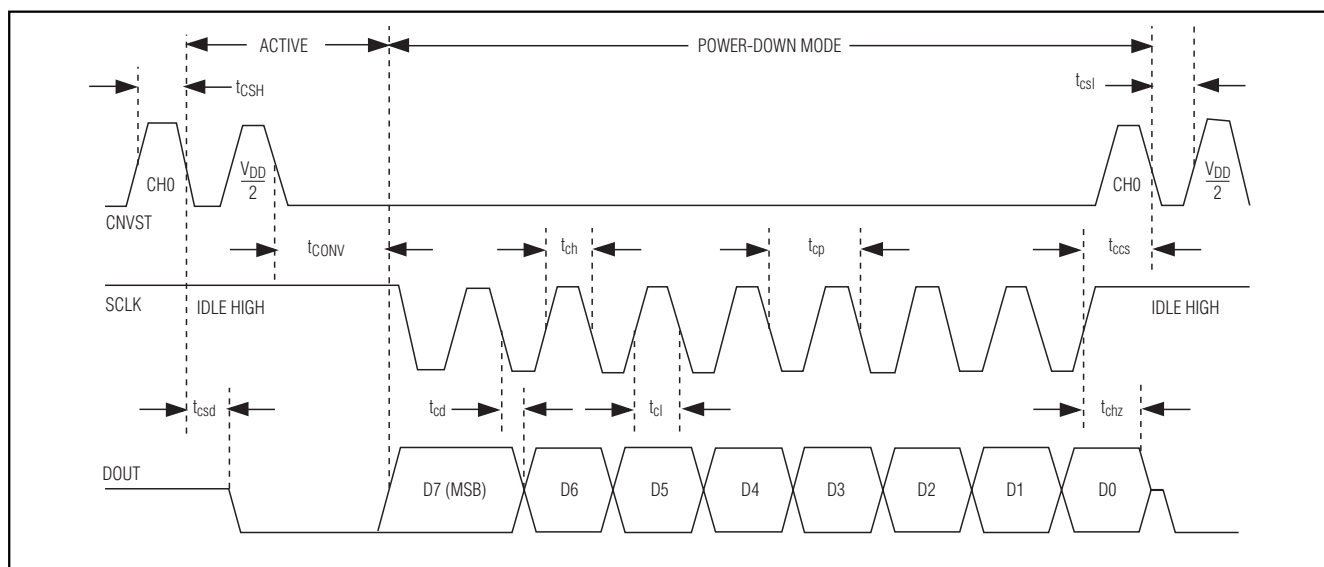 ACTIVE
POWER-DOWN MODE
tCSH
tcsl
CH0
VDD
2
CH0
VDD
2
CNVST
tCONV
tch
tcp
tccs
SCLK
IDLE HIGH
IDLE HIGH
tcsd
tcd
tcl
tchz
DOUT
D7 (MSB)
D6
D5
D4
D3
D2
D1
D0